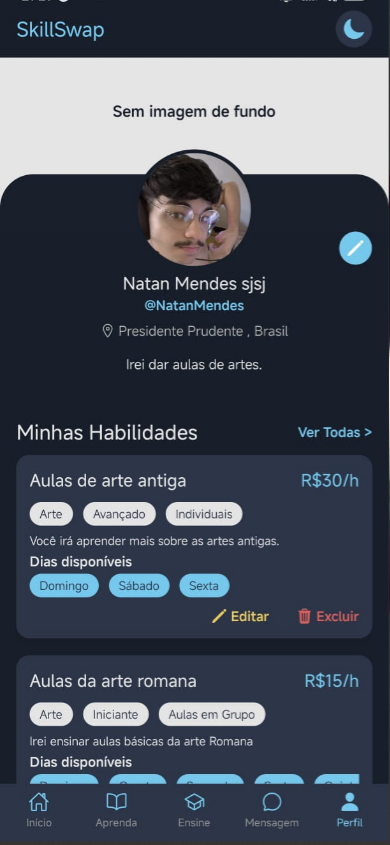 SkillSwap
Sem imagem de fundo
Natan Mendes sjsj
@NatanMendes
Presidente Prudente , Brasil
Irei dar aulas de artes.
Minhas Habilidades Ver Todas >
Aulas de arte antiga R$30/h
Arte Avançado Individuais
Você irá aprender mais sobre as artes antigas.
Dias disponíveis
Domingo Sábado Sexta
Editar Excluir
Aulas da arte romana R$15/h
Arte Iniciante Aulas em Grupo
Irei ensinar aulas básicas da arte Romana
Dias disponíveis
Início Aprenda Ensine Mensagem Perfil